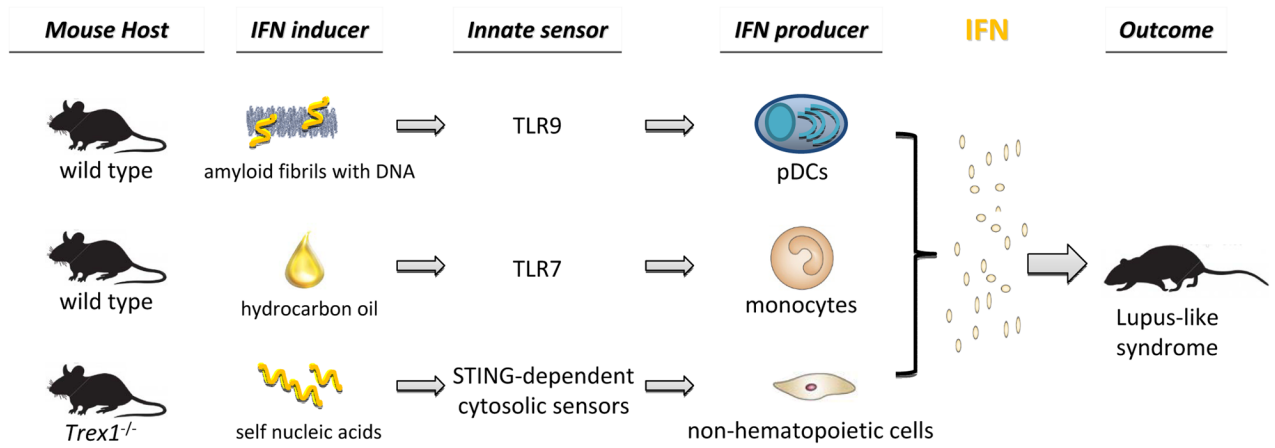 Mouse Host
IFN inducer
Innate sensor
IFN producer
IFN
Outcome
wild type
amyloid fibrils with DNA
TLR9
pDCs
wild type
hydrocarbon oil
TLR7
monocytes
Lupus-like
syndrome
Trex1-/-
self nucleic acids
STING-dependent
cytosolic sensors
non-hematopoietic cells